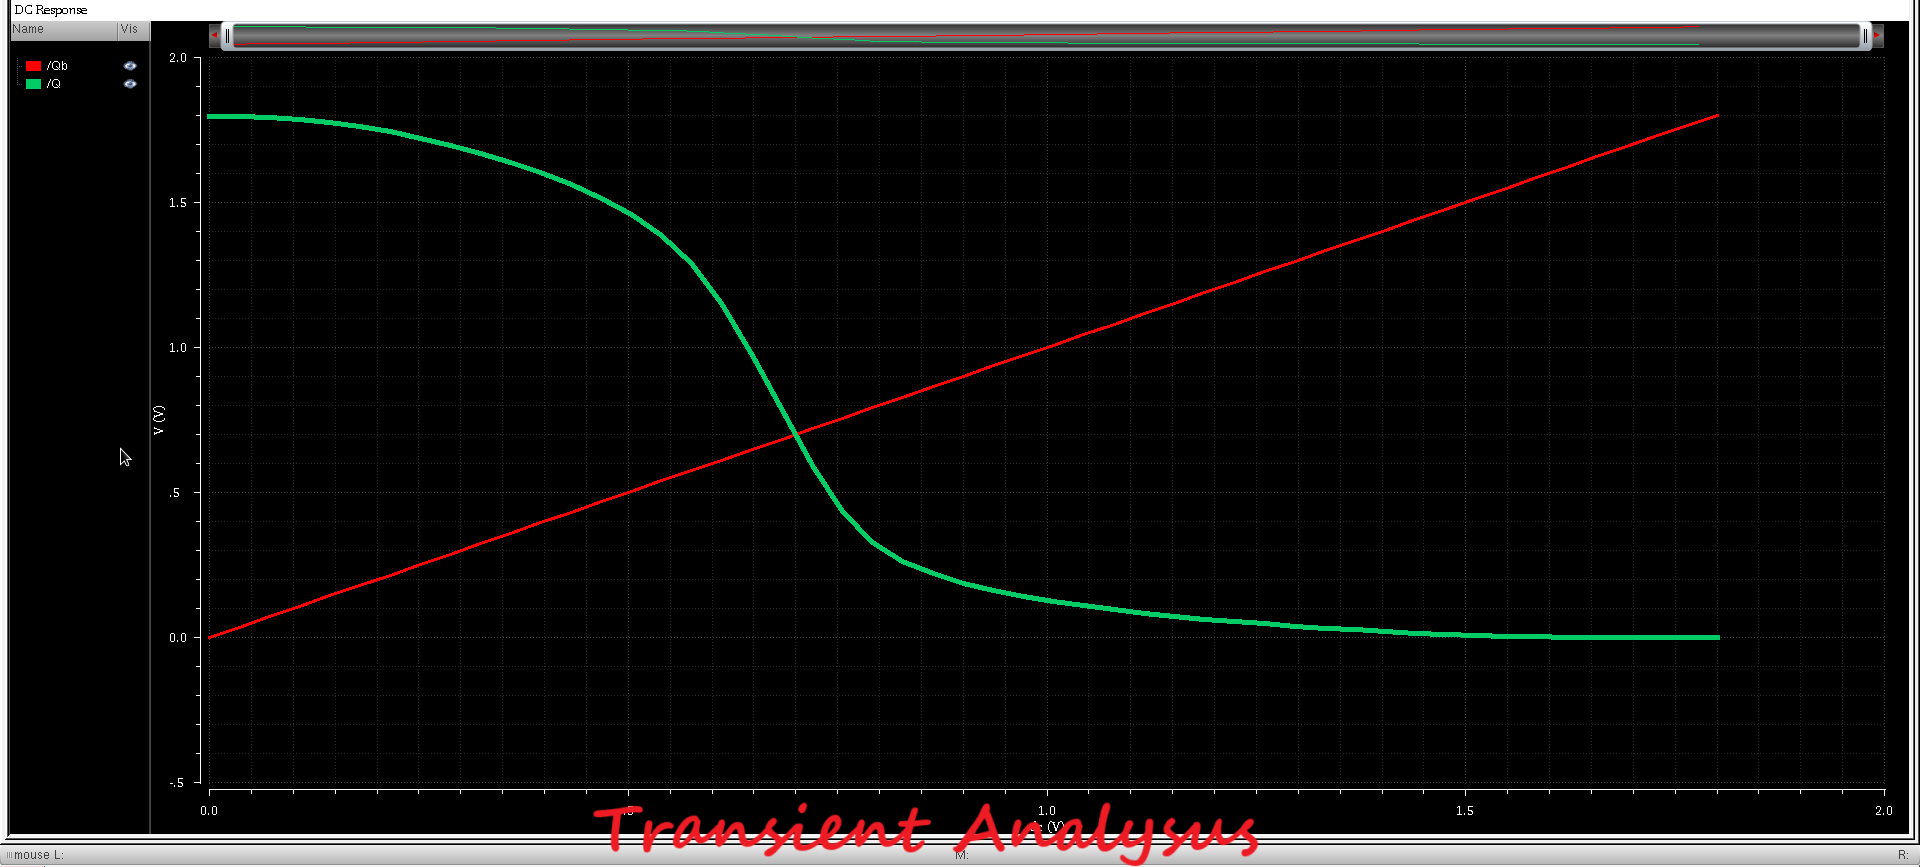 DC Response
Name Vis
/Qb
/Q
2.0
1.5
1.0
.5
0.0
-.5
V (V)
0.0 1.0 1.5 2.0
(V)
Transient Analysus
mouse L: M: R: